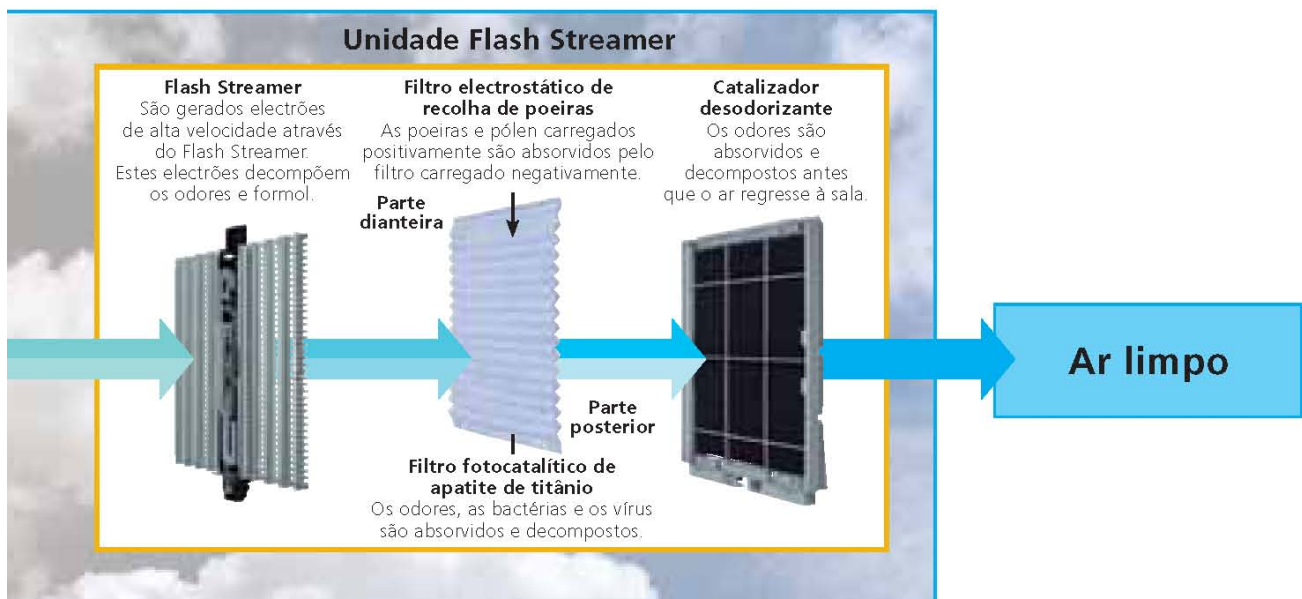 Unidade Flash Streamer
Flash Streamer
São gerados electrões
de alta velocidade através
do Flash Streamer.
Estes electrões decompõem
os odores e formol.
Filtro electrostático de
recolha de poeiras
As poeiras e pólen carregados
positivamente são absorvidos pelo
filtro carregado negativamente.
Catalizador
desodorizante
Os odores são
absorvidos e
decompostos antes
que o ar regresse à sala.
Parte
dianteira
Parte
posterior
Filtro fotocatalítico de
apatite de titânio
Os odores, as bactérias e os vírus
são absorvidos e decompostos.
Ar limpo